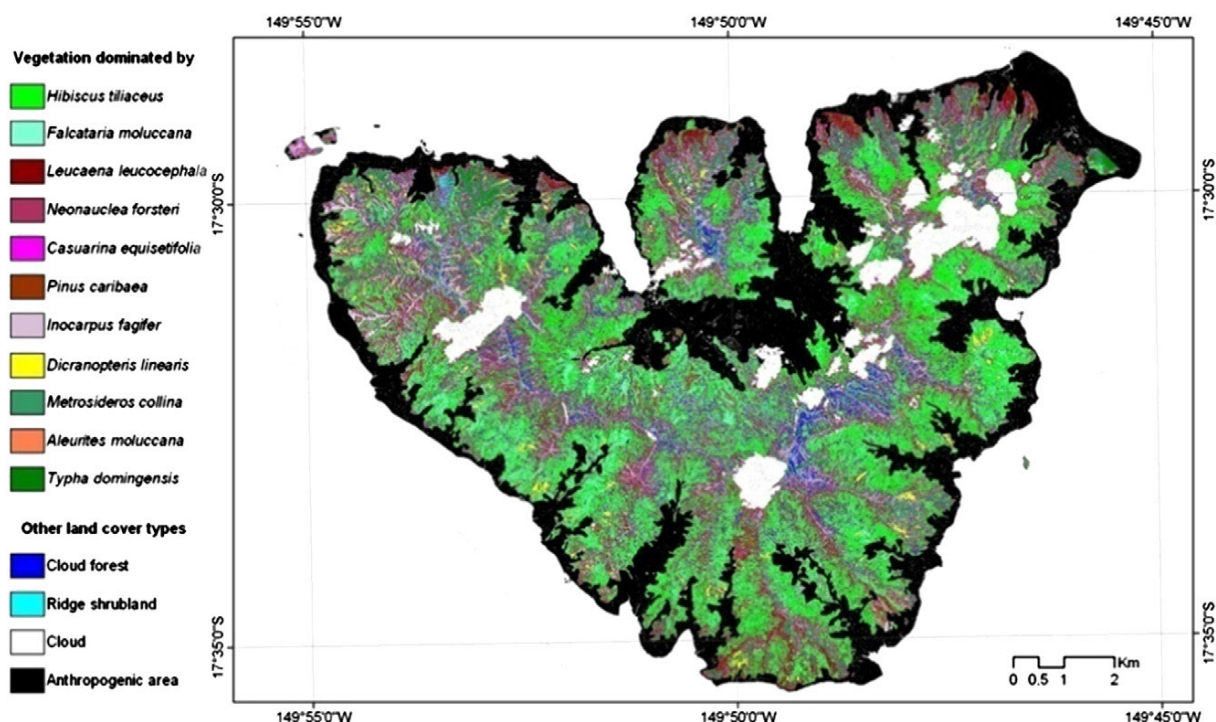 149°55'0"W 149°50'0"W 149°45'0"W
Vegetation dominated by
Hibiscus tiliaceus
Falcataria moluccana
Leucaena leucocephala
Neonauclea forsteri
Casuarina equisetifolia
Pinus caribaea
Inocarpus fagifer
Dicranopteris linearis
Metrosideros collina
Aleurites moluccana
Typha domingensis
Other land cover types
Cloud forest
Ridge shrubland
Cloud
Anthropogenic area
17°30'0"S
17°35'0"S
17°30'0"S
17°35'0"S
Km
0 0.5 1 2
149°55'0"W 149°50'0"W 149°45'0"W